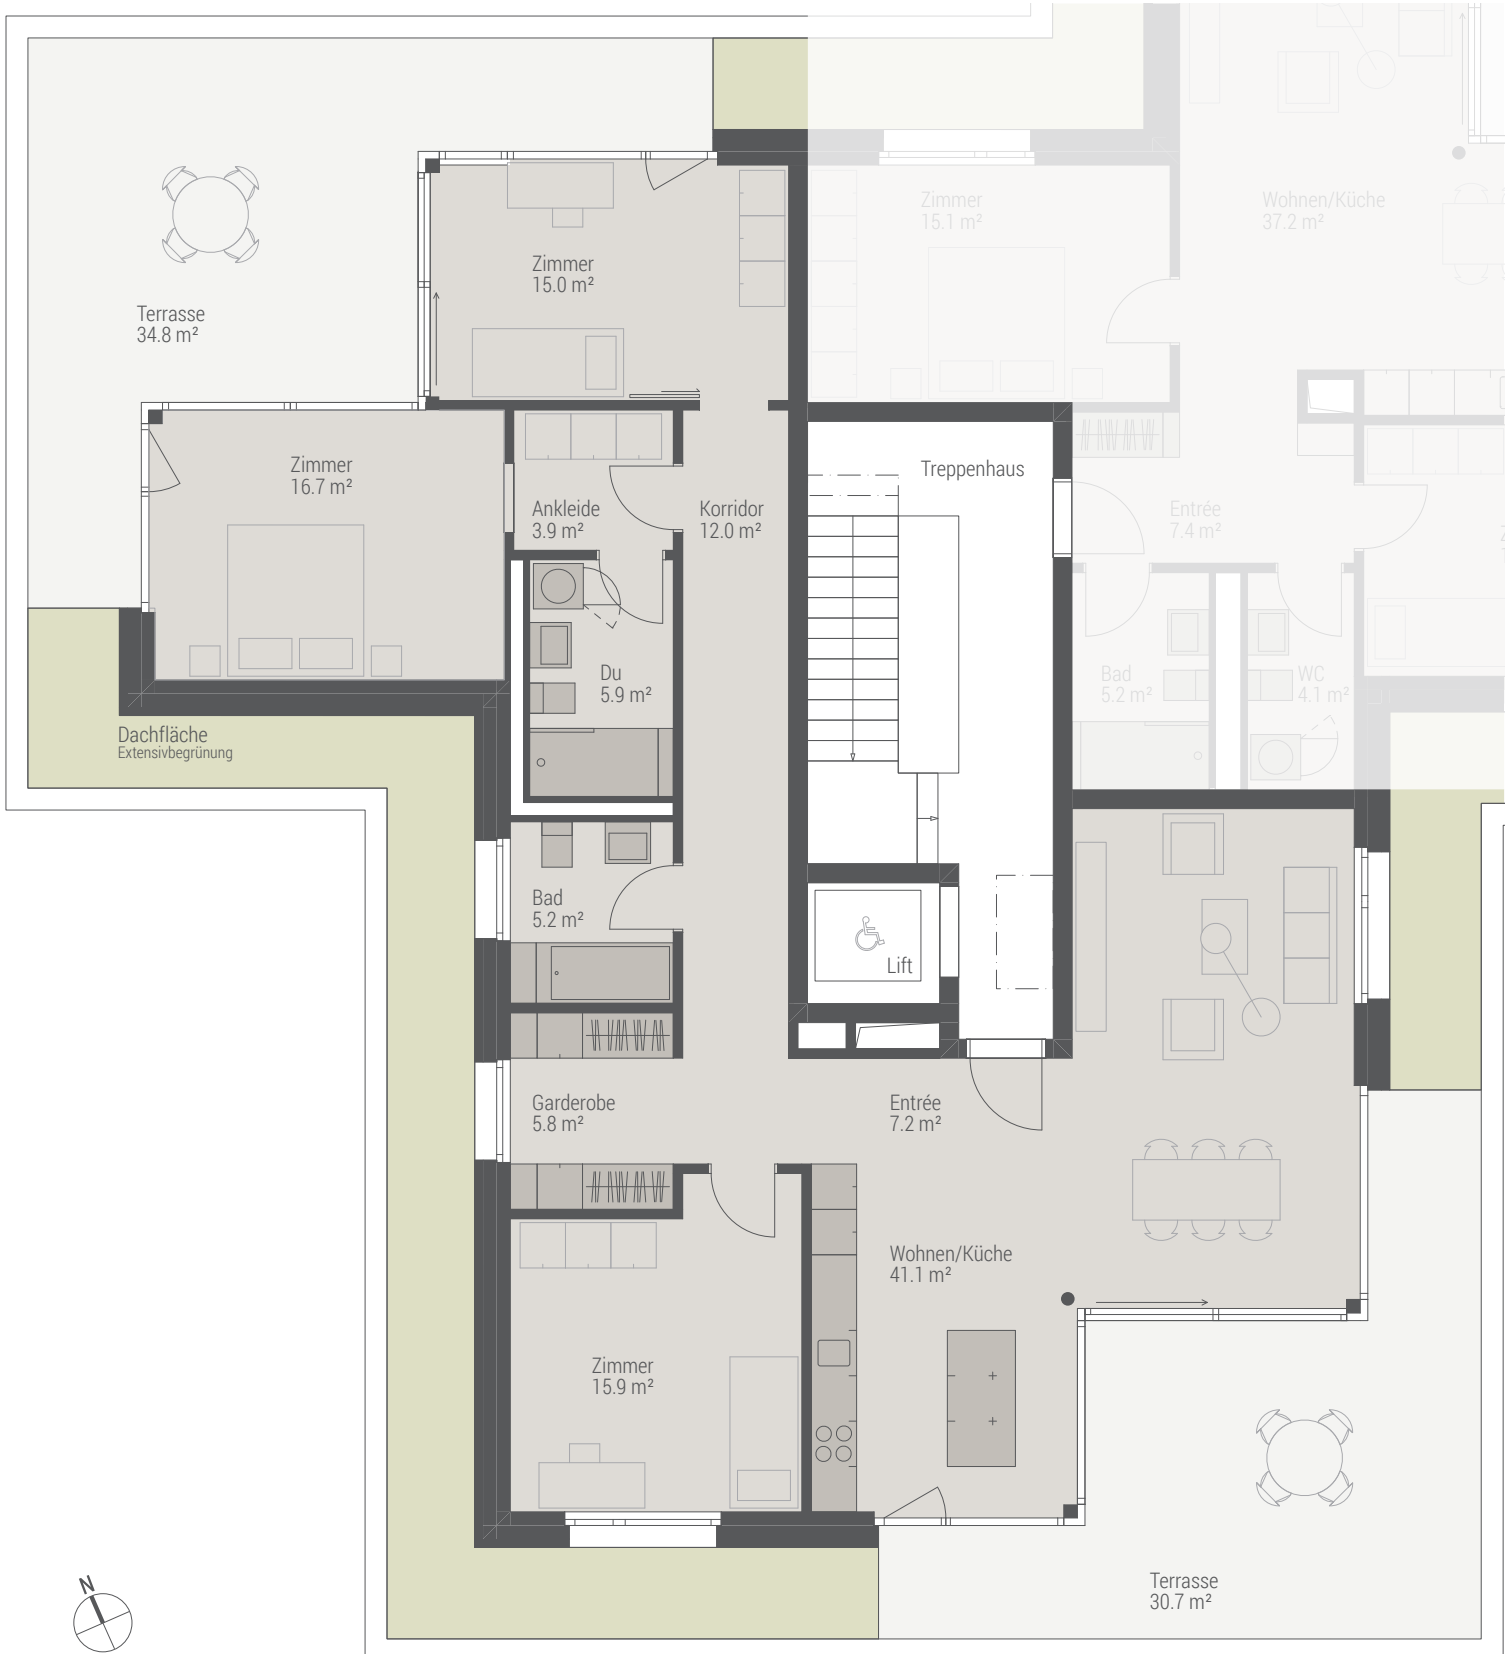 Zimmer
15.1 m²
Wohnen/Küche
37.2 m²
Zimmer
15.0 m²
Terrasse
34.8 m²
Zimmer
16.7 m²
Ankleide
3.9 m²
Korridor
12.0 m²
Treppenhaus
Entrée
7.4 m²
Du
5.9 m²
Bad
5.2 m²
WC
4.1 m²
Dachfläche
Extensivbegrünung
Bad
5.2 m²
Lift
Garderobe
5.8 m²
Entrée
7.2 m²
Wohnen/Küche
41.1 m²
Zimmer
15.9 m²
Terrasse
30.7 m²
N